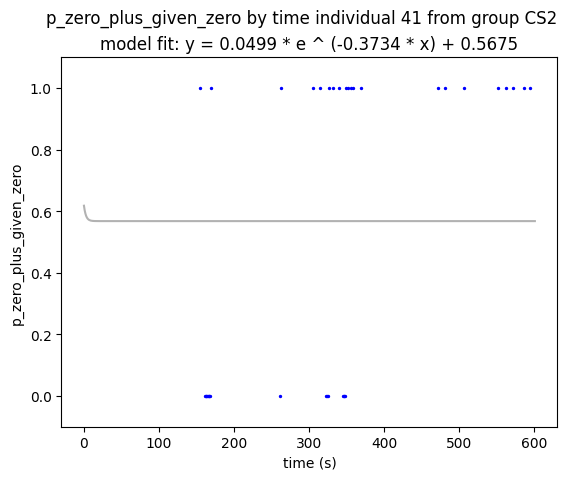 p_zero_plus_given_zero by time individual 41 from group CS2
model fit: y = 0.0499 * e ^ (-0.3734 * x) + 0.5675
1.0
0.8
0.6
0.4
0.2
0.0
p_zero_plus_given_zero
0 100 200 300 400 500 600
time (s)